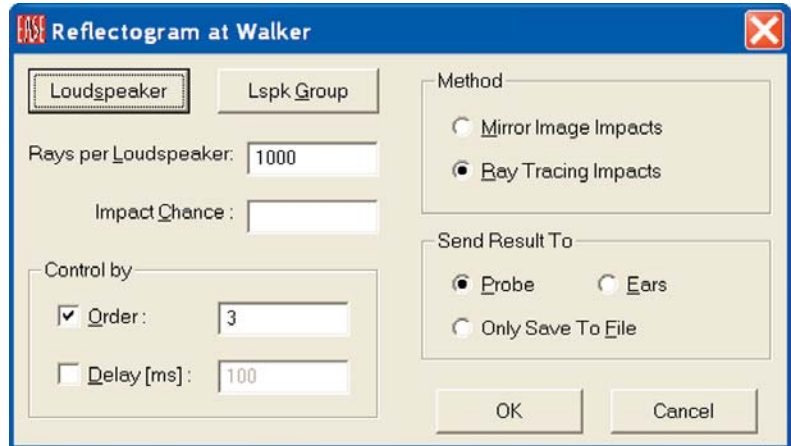 EASE Reflectogram at Walker
Loudspeaker
Lspk Group
Rays per Loudspeaker: 1000
Impact Chance :
Control by
Order : 3
Delay [ms] : 100
Method
Mirror Image Impacts
Ray Tracing Impacts
Send Result To
Probe
Ears
Only Save To File
OK
Cancel